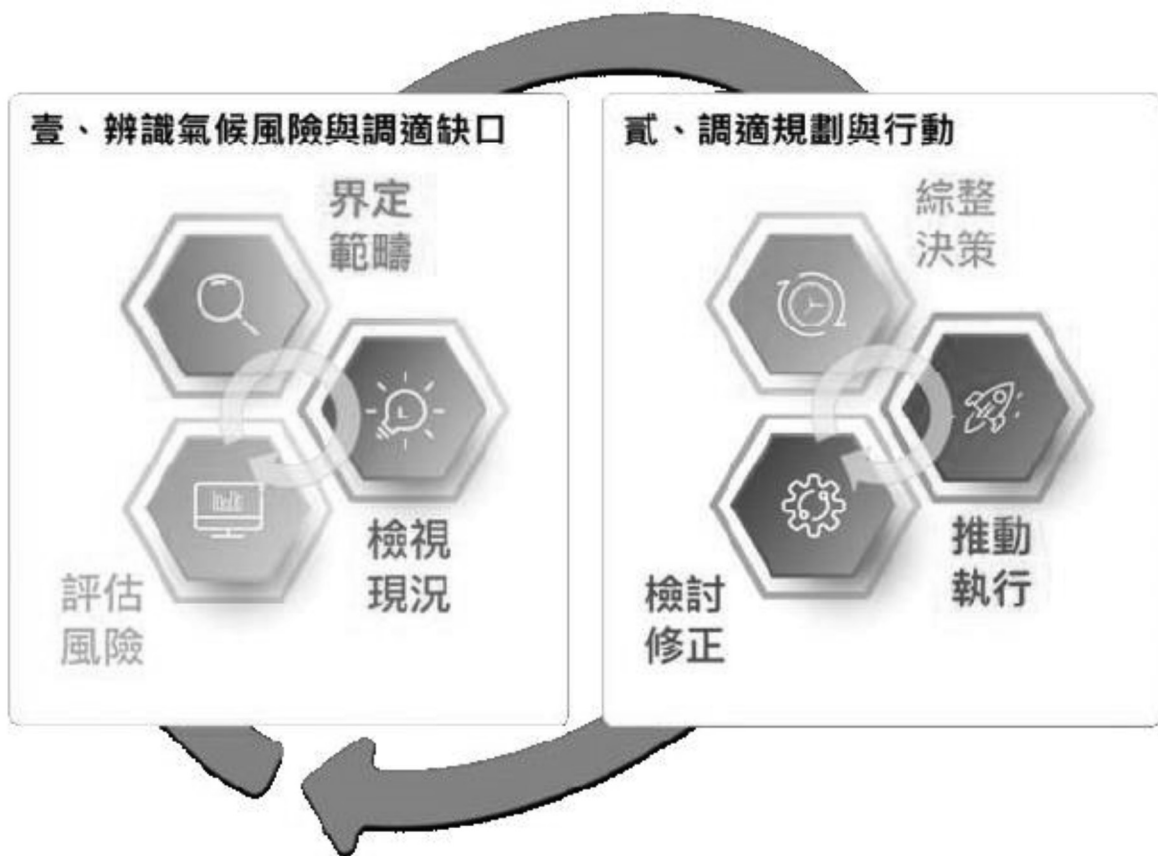 壹、辨識氣候風險與調適缺口
界定
範疇
檢視
現況
評估
風險
貳、調適規劃與行動
綜整
決策
推動
執行
檢討
修正